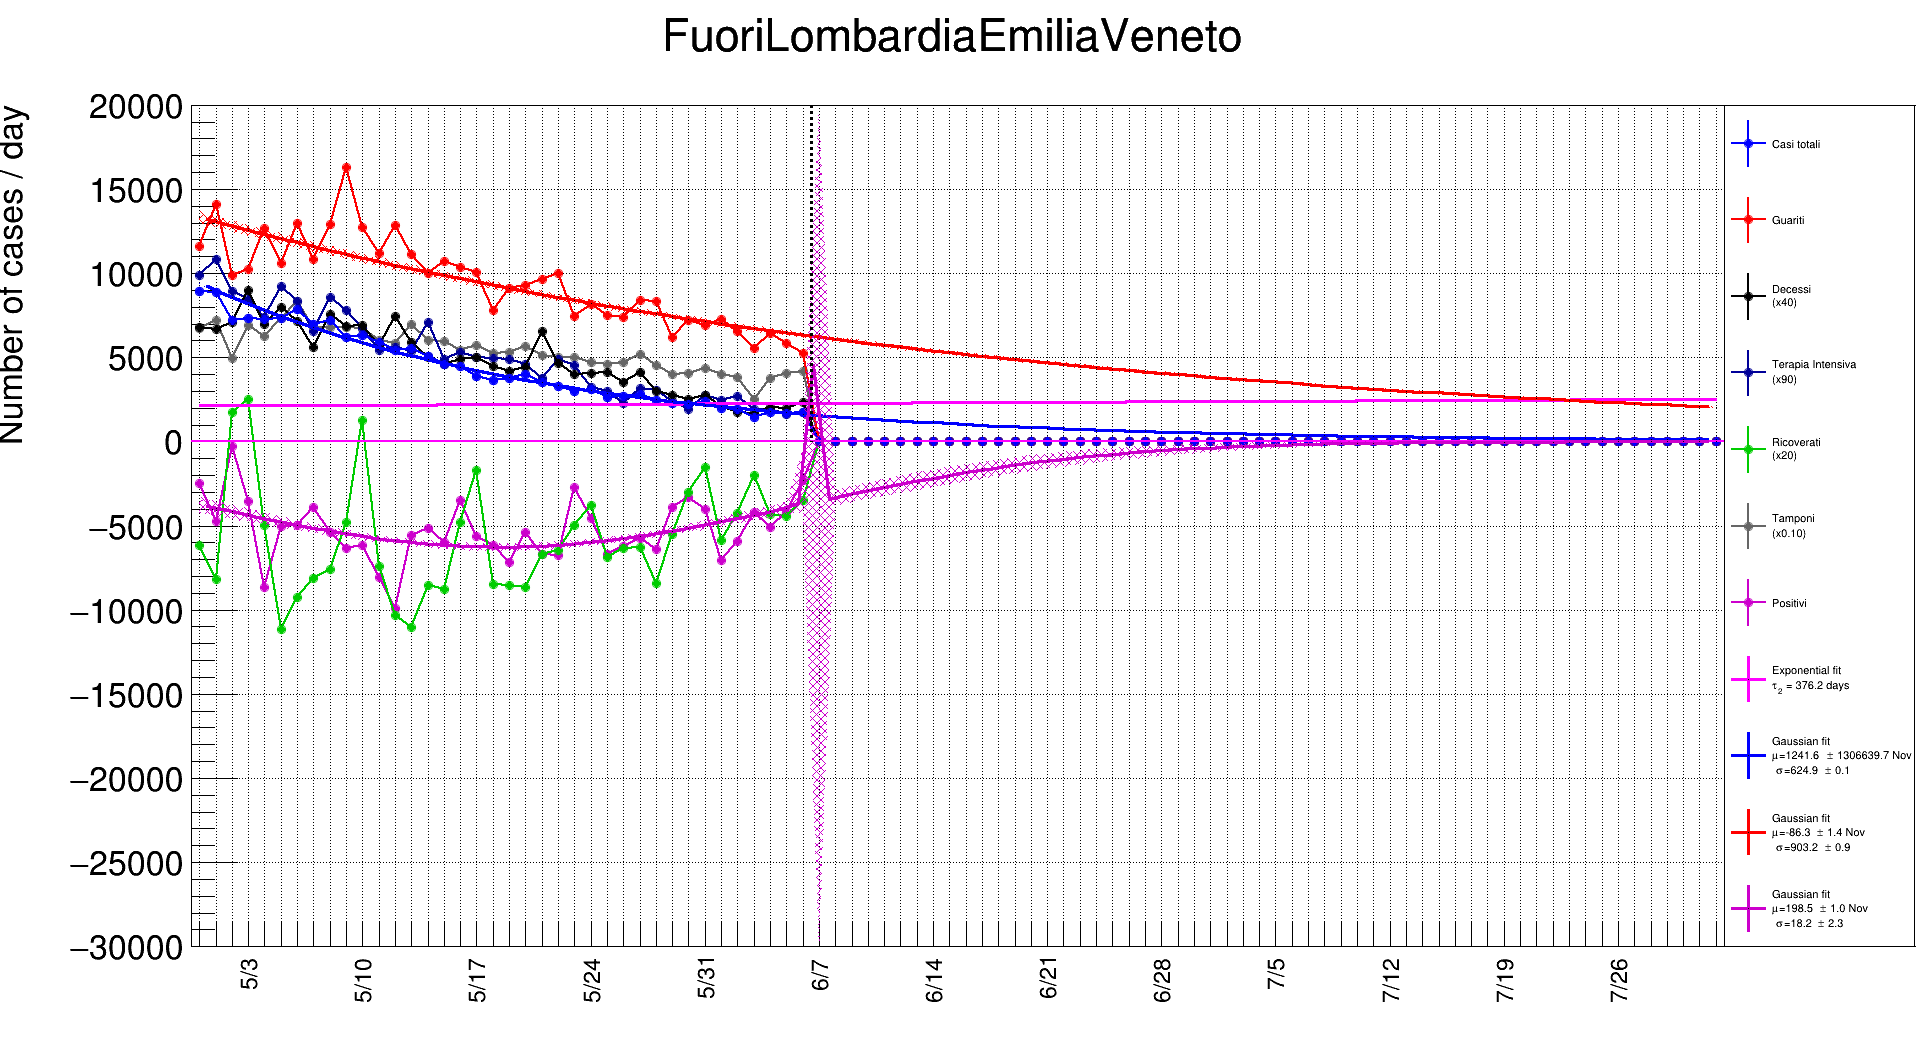 FuoriLombardiaEmiliaVeneto
Number of cases / day
20000
15000
10000
5000
0
−5000
−10000
−15000
−20000
−25000
−30000
5/3
5/10
5/17
5/24
5/31
6/7
6/14
6/21
6/28
7/5
7/12
7/19
7/26
Casi totali
Guariti
Decessi
(x40)
Terapia Intensiva
(x90)
Ricoverati
(x20)
Tamponi
(x0.10)
Positivi
Exponential fit
τ2 = 376.2 days
Gaussian fit
μ=1241.6 ± 1306639.7 Nov
σ=624.9 ± 0.1
Gaussian fit
μ=-86.3 ± 1.4 Nov
σ=903.2 ± 0.9
Gaussian fit
μ=198.5 ± 1.0 Nov
σ=18.2 ± 2.3